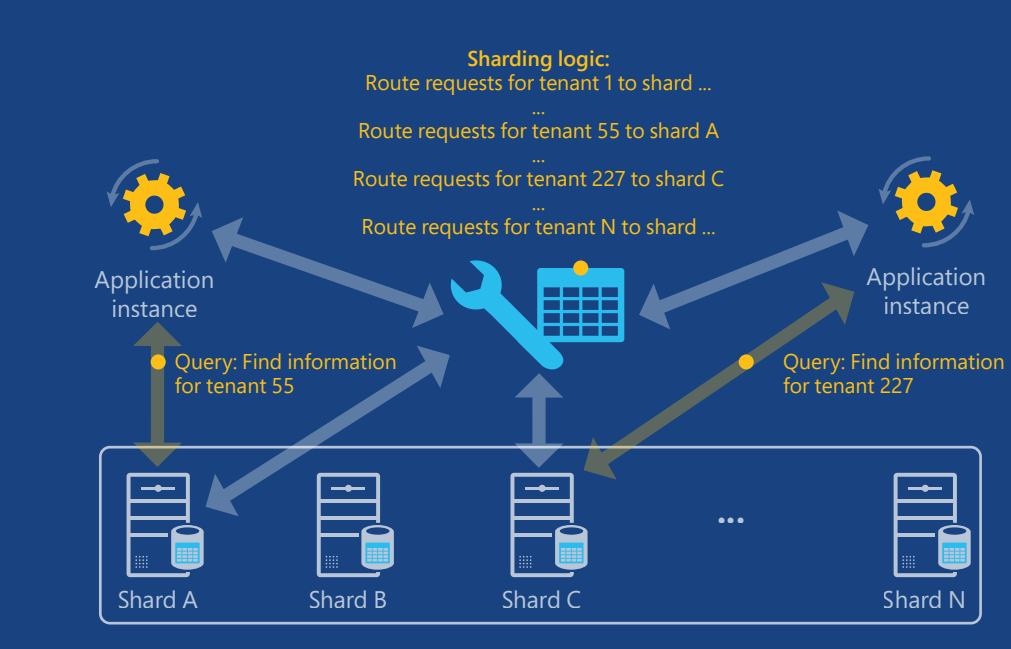 Sharding logic:
Route requests for tenant 1 to shard ...
...
Route requests for tenant 55 to shard A
...
Route requests for tenant 227 to shard C
...
Route requests for tenant N to shard ...
Application
instance
Application
instance
Query: Find information
for tenant 55
Query: Find information
for tenant 227
...
Shard A
Shard B
Shard C
Shard N